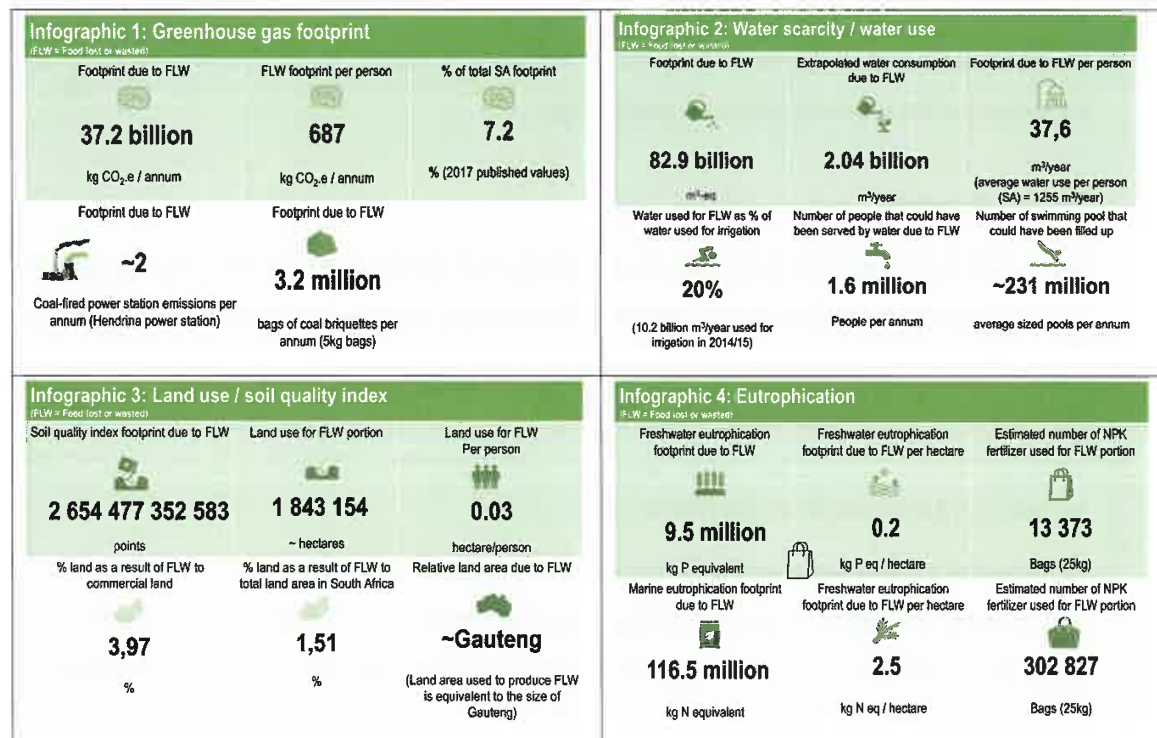 Infographic 1: Greenhouse gas footprint
(FLW = Food lost or wasted)
Footprint due to FLW
37.2 billion
kg CO₂.e / annum
FLW footprint per person
687
kg CO₂.e / annum
% of total SA footprint
7.2
% (2017 published values)
Footprint due to FLW
~2
Coal-fired power station emissions per
annum (Hendrina power station)
Footprint due to FLW
3.2 million
bags of coal briquettes per
annum (5kg bags)
Infographic 2: Water scarcity / water use
(FLW = Food lost or wasted)
Footprint due to FLW
82.9 billion
m³-eq
Extrapolated water consumption
due to FLW
2.04 billion
m³/year
Footprint due to FLW per person
37,6
m³/year
(average water use per person
(SA) = 1255 m³/year)
Water used for FLW as % of
water used for irrigation
20%
(10.2 billion m³/year used for
irrigation in 2014/15)
Number of people that could have
been served by water due to FLW
1.6 million
People per annum
Number of swimming pool that
could have been filled up
~231 million
average sized pools per annum
Infographic 3: Land use / soil quality index
(FLW = Food lost or wasted)
Soil quality index footprint due to FLW
2 654 477 352 583
points
Land use for FLW portion
1 843 154
~ hectares
Land use for FLW
Per person
0.03
hectare/person
% land as a result of FLW to
commercial land
3,97
%
% land as a result of FLW to
total land area in South Africa
1,51
%
Relative land area due to FLW
~Gauteng
(Land area used to produce FLW
is equivalent to the size of
Gauteng)
Infographic 4: Eutrophication
(FLW = Food lost or wasted)
Freshwater eutrophication
footprint due to FLW
9.5 million
kg P equivalent
Freshwater eutrophication
footprint due to FLW per hectare
0.2
kg P eq / hectare
Estimated number of NPK
fertilizer used for FLW portion
13 373
Bags (25kg)
Marine eutrophication footprint
due to FLW
116.5 million
kg N equivalent
Freshwater eutrophication
footprint due to FLW per hectare
2.5
kg N eq / hectare
Estimated number of NPK
fertilizer used for FLW portion
302 827
Bags (25kg)